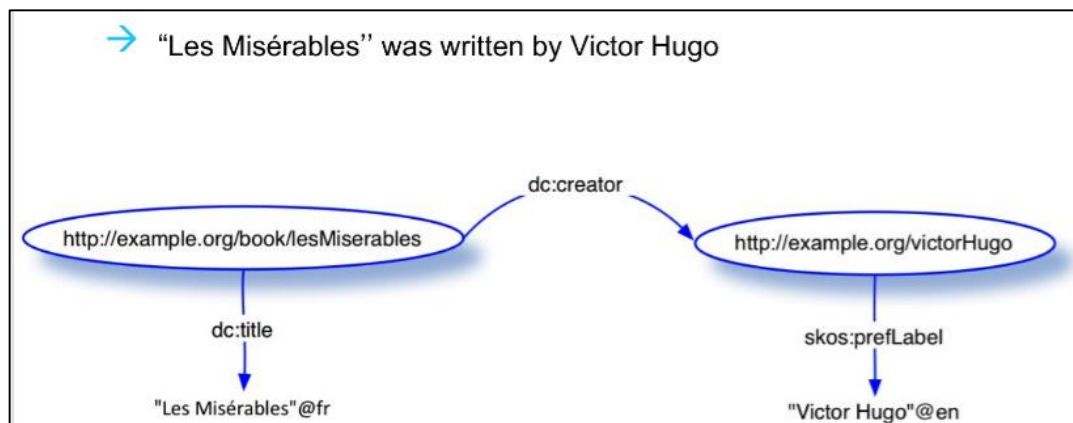 → “Les Misérables’’ was written by Victor Hugo
dc:creator
http://example.org/book/lesMiserables
http://example.org/victorHugo
dc:title
skos:prefLabel
"Les Misérables"@fr
"Victor Hugo"@en